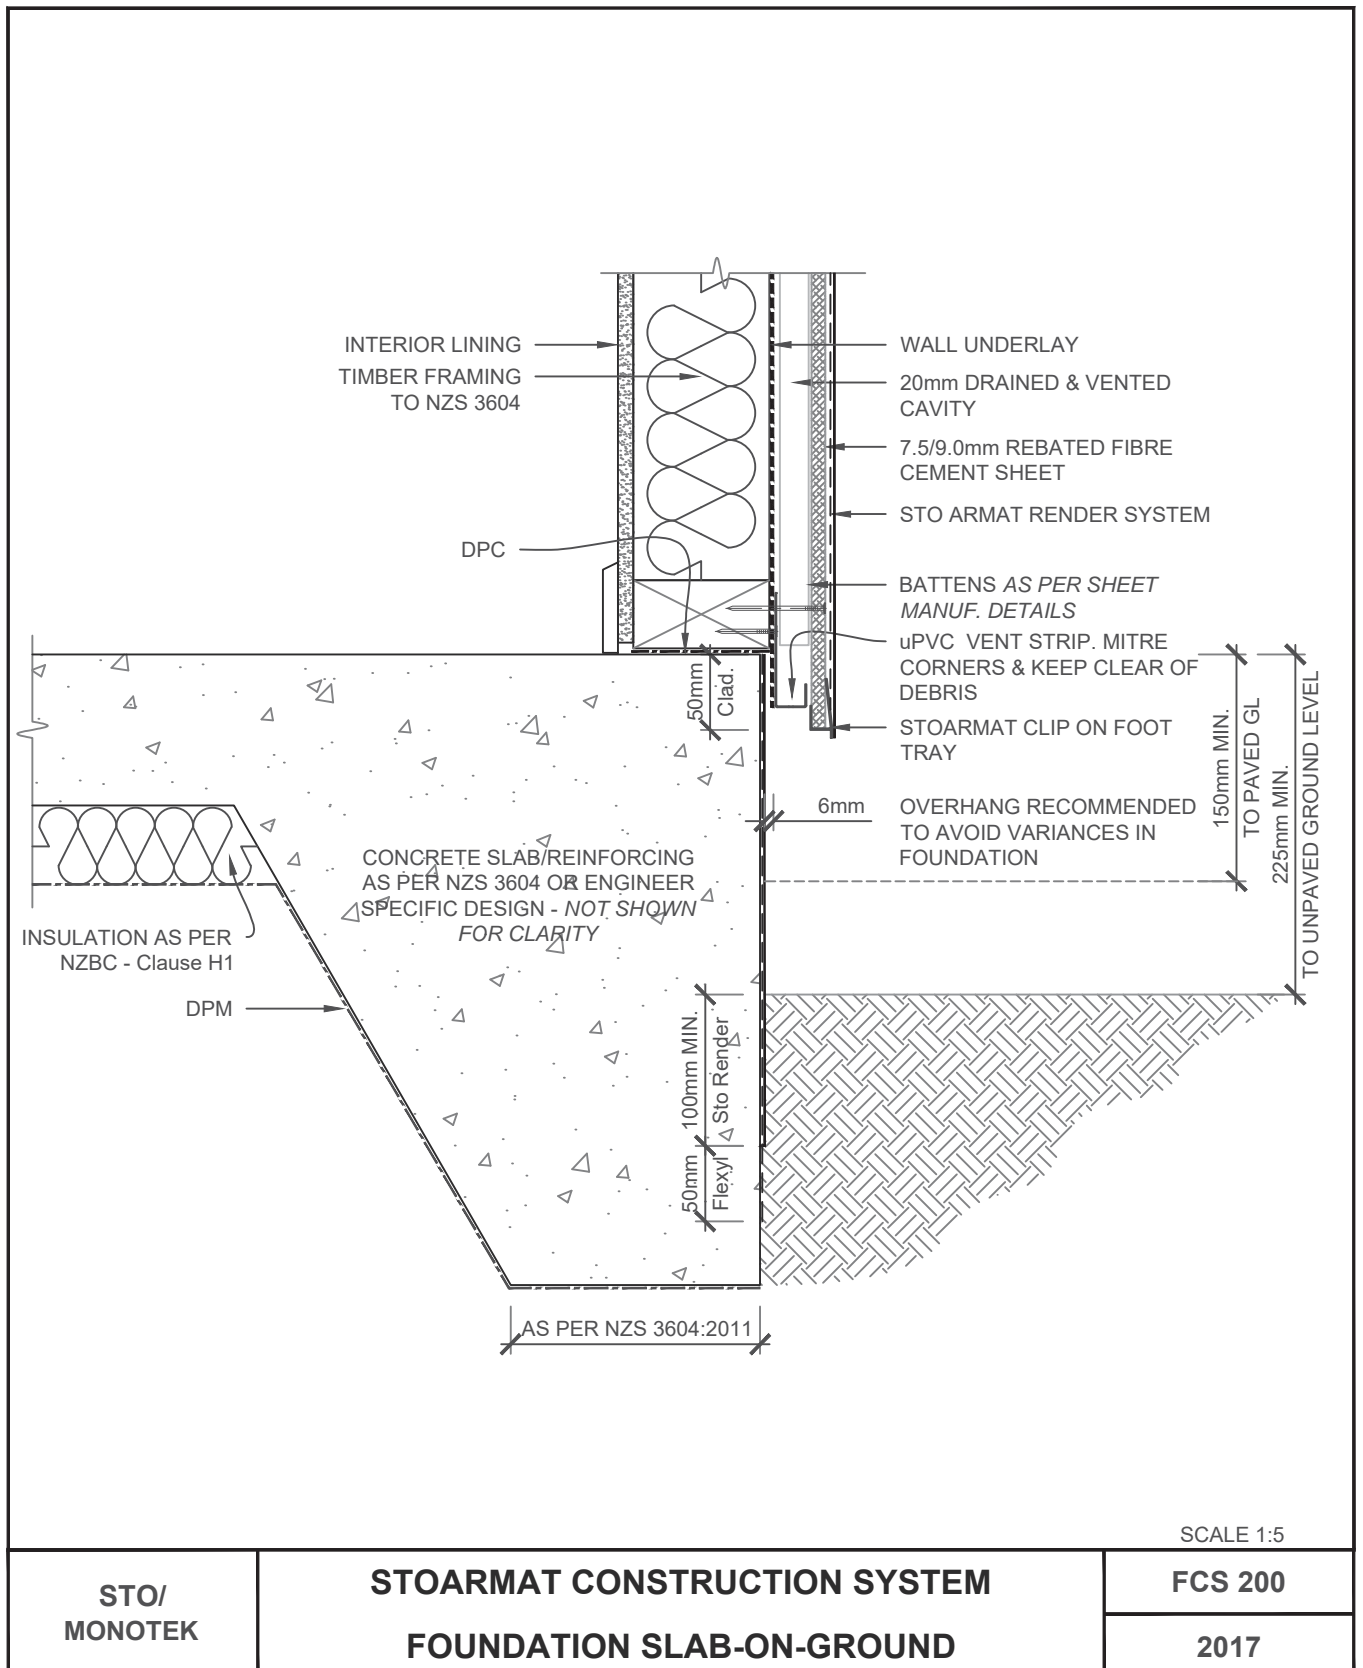 INTERIOR LINING
TIMBER FRAMING
TO NZS 3604
DPC
WALL UNDERLAY
20mm DRAINED & VENTED
CAVITY
7.5/9.0mm REBATED FIBRE
CEMENT SHEET
STO ARMAT RENDER SYSTEM
BATTENS AS PER SHEET
MANUF. DETAILS
uPVC VENT STRIP. MITRE
CORNERS & KEEP CLEAR OF
DEBRIS
STOARMAT CLIP ON FOOT
TRAY
50mm
Clad.
6mm
OVERHANG RECOMMENDED
TO AVOID VARIANCES IN
FOUNDATION
150mm MIN.
TO PAVED GL
225mm MIN.
TO UNPAVED GROUND LEVEL
CONCRETE SLAB/REINFORCING
AS PER NZS 3604 OR ENGINEER
SPECIFIC DESIGN - NOT SHOWN
FOR CLARITY
INSULATION AS PER
NZBC - Clause H1
DPM
100mm MIN.
Sto Render
50mm
Flexyl
AS PER NZS 3604:2011
SCALE 1:5
STO/
MONOTEK
STOARMAT CONSTRUCTION SYSTEM
FOUNDATION SLAB-ON-GROUND
FCS 200
2017